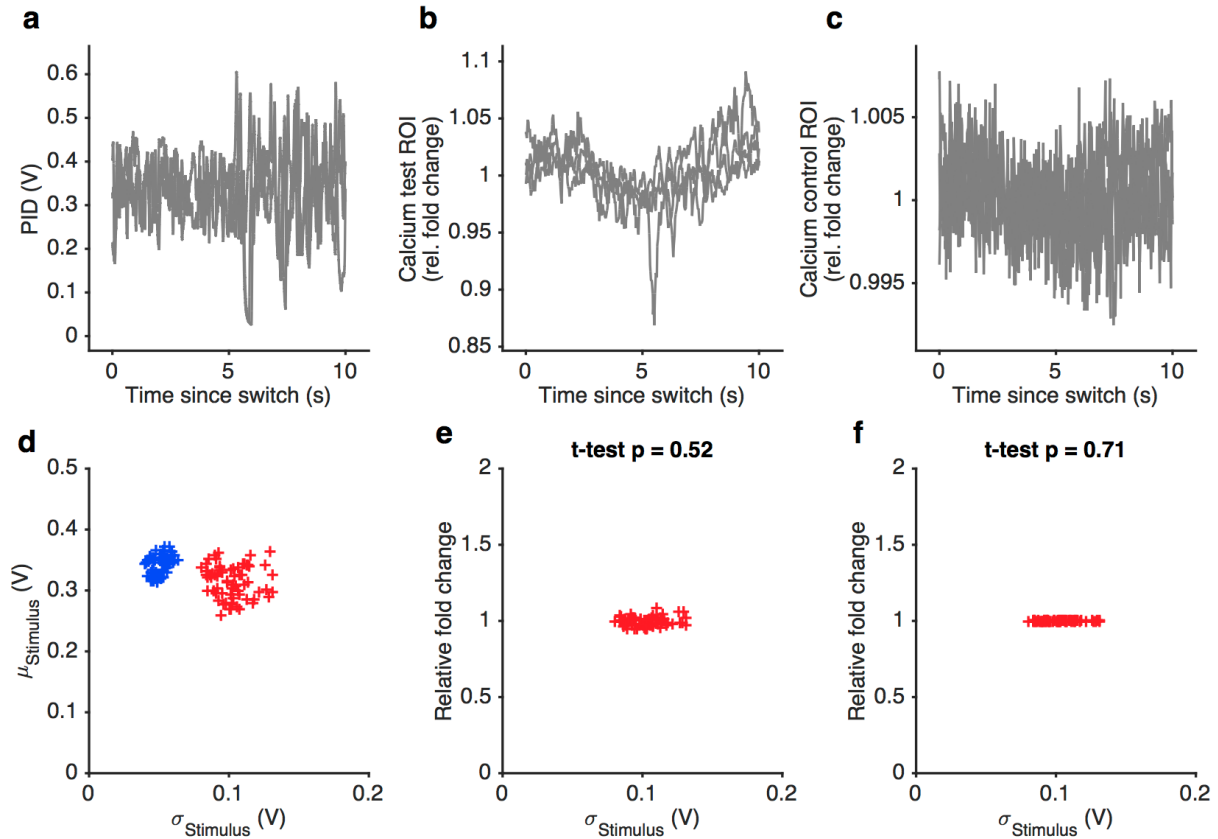 a
PID (V)
0.6
0.5
0.4
0.3
0.2
0.1
0
0 5 10
Time since switch (s)
b
Calcium test ROI
(rel. fold change)
1.1
1.05
1
0.95
0.9
0.85
0 5 10
Time since switch (s)
c
Calcium control ROI
(rel. fold change)
1.005
1
0.995
0 5 10
Time since switch (s)
d
μStimulus (V)
0.5
0.4
0.3
0.2
0.1
0
0 0.1 0.2
σStimulus (V)
e
t-test p = 0.52
Relative fold change
2
1.5
1
0.5
0
0 0.1 0.2
σStimulus (V)
f
t-test p = 0.71
Relative fold change
2
1.5
1
0.5
0
0 0.1 0.2
σStimulus (V)